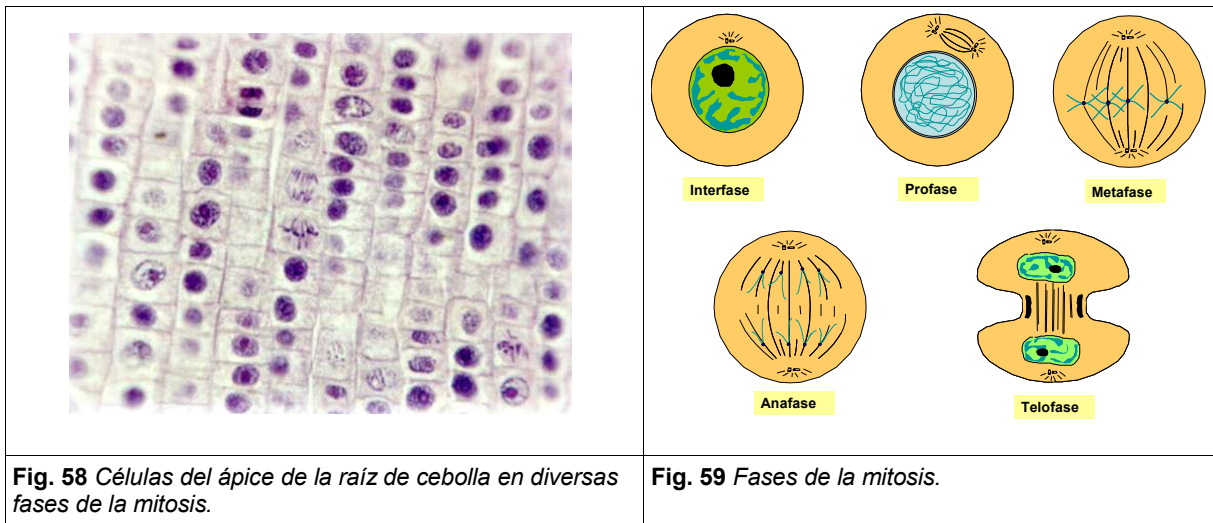 Interfase
Profase
Metafase
Anafase
Telofase
Fig. 58 Células del ápice de la raíz de cebolla en diversas
fases de la mitosis.
Fig. 59 Fases de la mitosis.